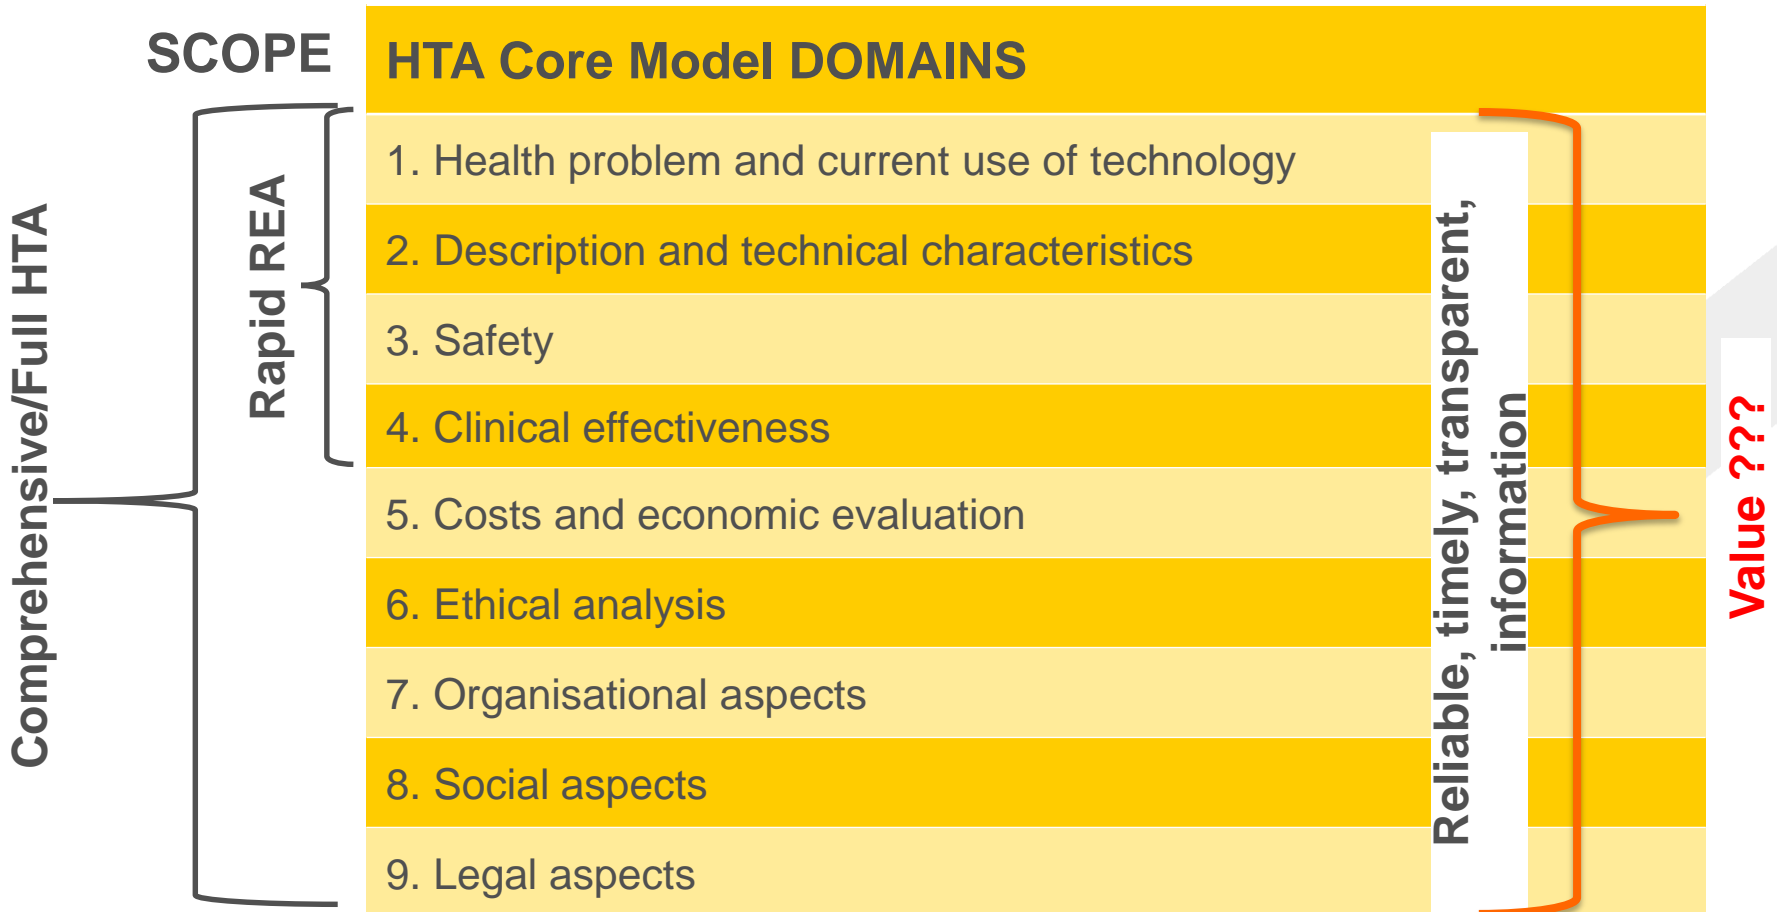 SCOPE
HTA Core Model DOMAINS
Comprehensive/Full HTA
Rapid REA
1. Health problem and current use of technology
2. Description and technical characteristics
3. Safety
4. Clinical effectiveness
5. Costs and economic evaluation
6. Ethical analysis
7. Organisational aspects
8. Social aspects
9. Legal aspects
Reliable, timely, transparent,
information
Value ???